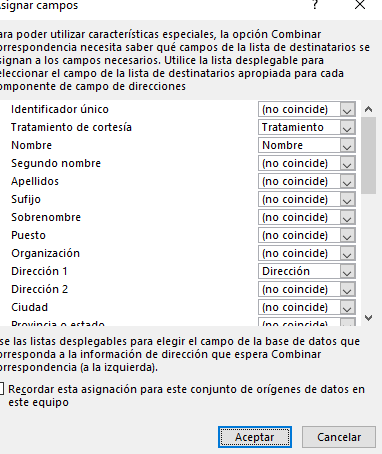 Asignar campos ? ×
ara poder utilizar características especiales, la opción Combinar
orrespondencia necesita saber qué campos de la lista de destinatarios se
signan a los campos necesarios. Utilice la lista desplegable para
eleccionar el campo de la lista de destinatarios apropiada para cada
omponente de campo de direcciones
Identificador único (no coincide)
Tratamiento de cortesía Tratamiento
Nombre Nombre
Segundo nombre (no coincide)
Apellidos (no coincide)
Sufijo (no coincide)
Sobrenombre (no coincide)
Puesto (no coincide)
Organización (no coincide)
Dirección 1 Dirección
Dirección 2 (no coincide)
Ciudad (no coincide)
Provincia o estado (no coincide)
se las listas desplegables para elegir el campo de la base de datos que
orresponda a la información de dirección que espera Combinar
orrespondencia (a la izquierda).
Recordar esta asignación para este conjunto de orígenes de datos en
este equipo
Aceptar Cancelar